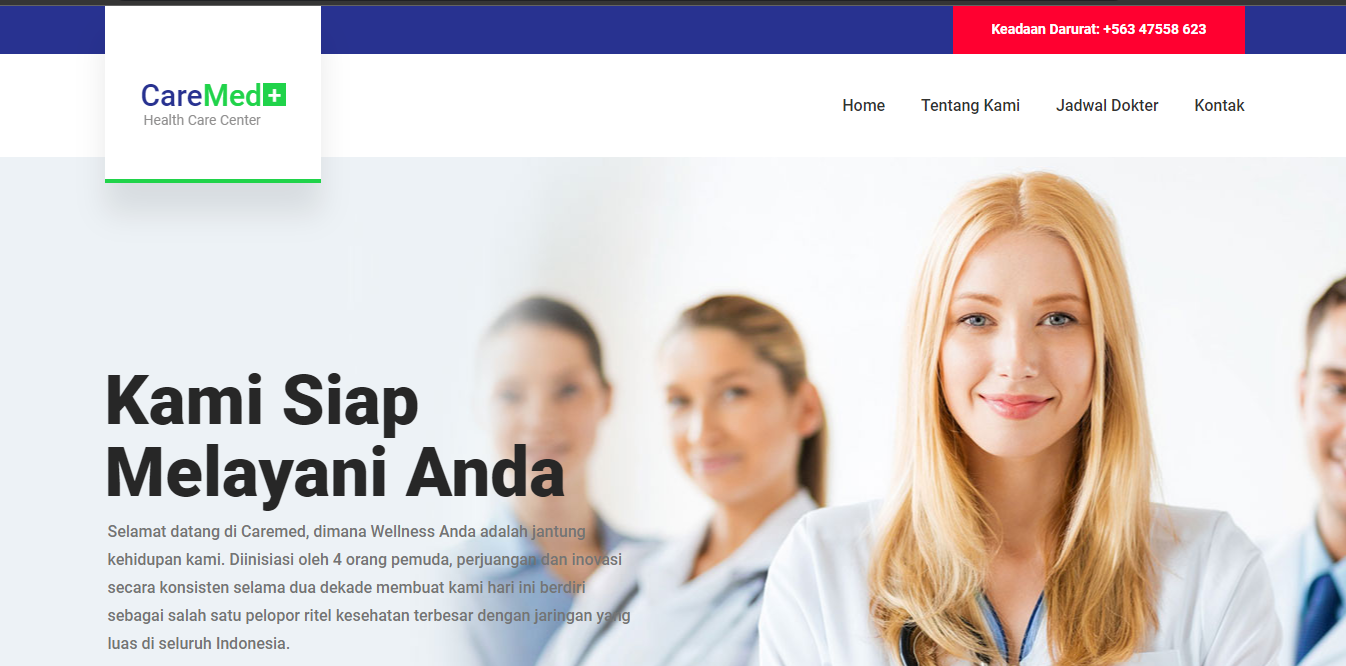 Keadaan Darurat: +563 47558 623
CareMed+
Health Care Center
Home Tentang Kami Jadwal Dokter Kontak
Kami Siap
Melayani Anda
Selamat datang di Caremed, dimana Wellness Anda adalah jantung
kehidupan kami. Diinisiasi oleh 4 orang pemuda, perjuangan dan inovasi
secara konsisten selama dua dekade membuat kami hari ini berdiri
sebagai salah satu pelopor ritel kesehatan terbesar dengan jaringan yang
luas di seluruh Indonesia.